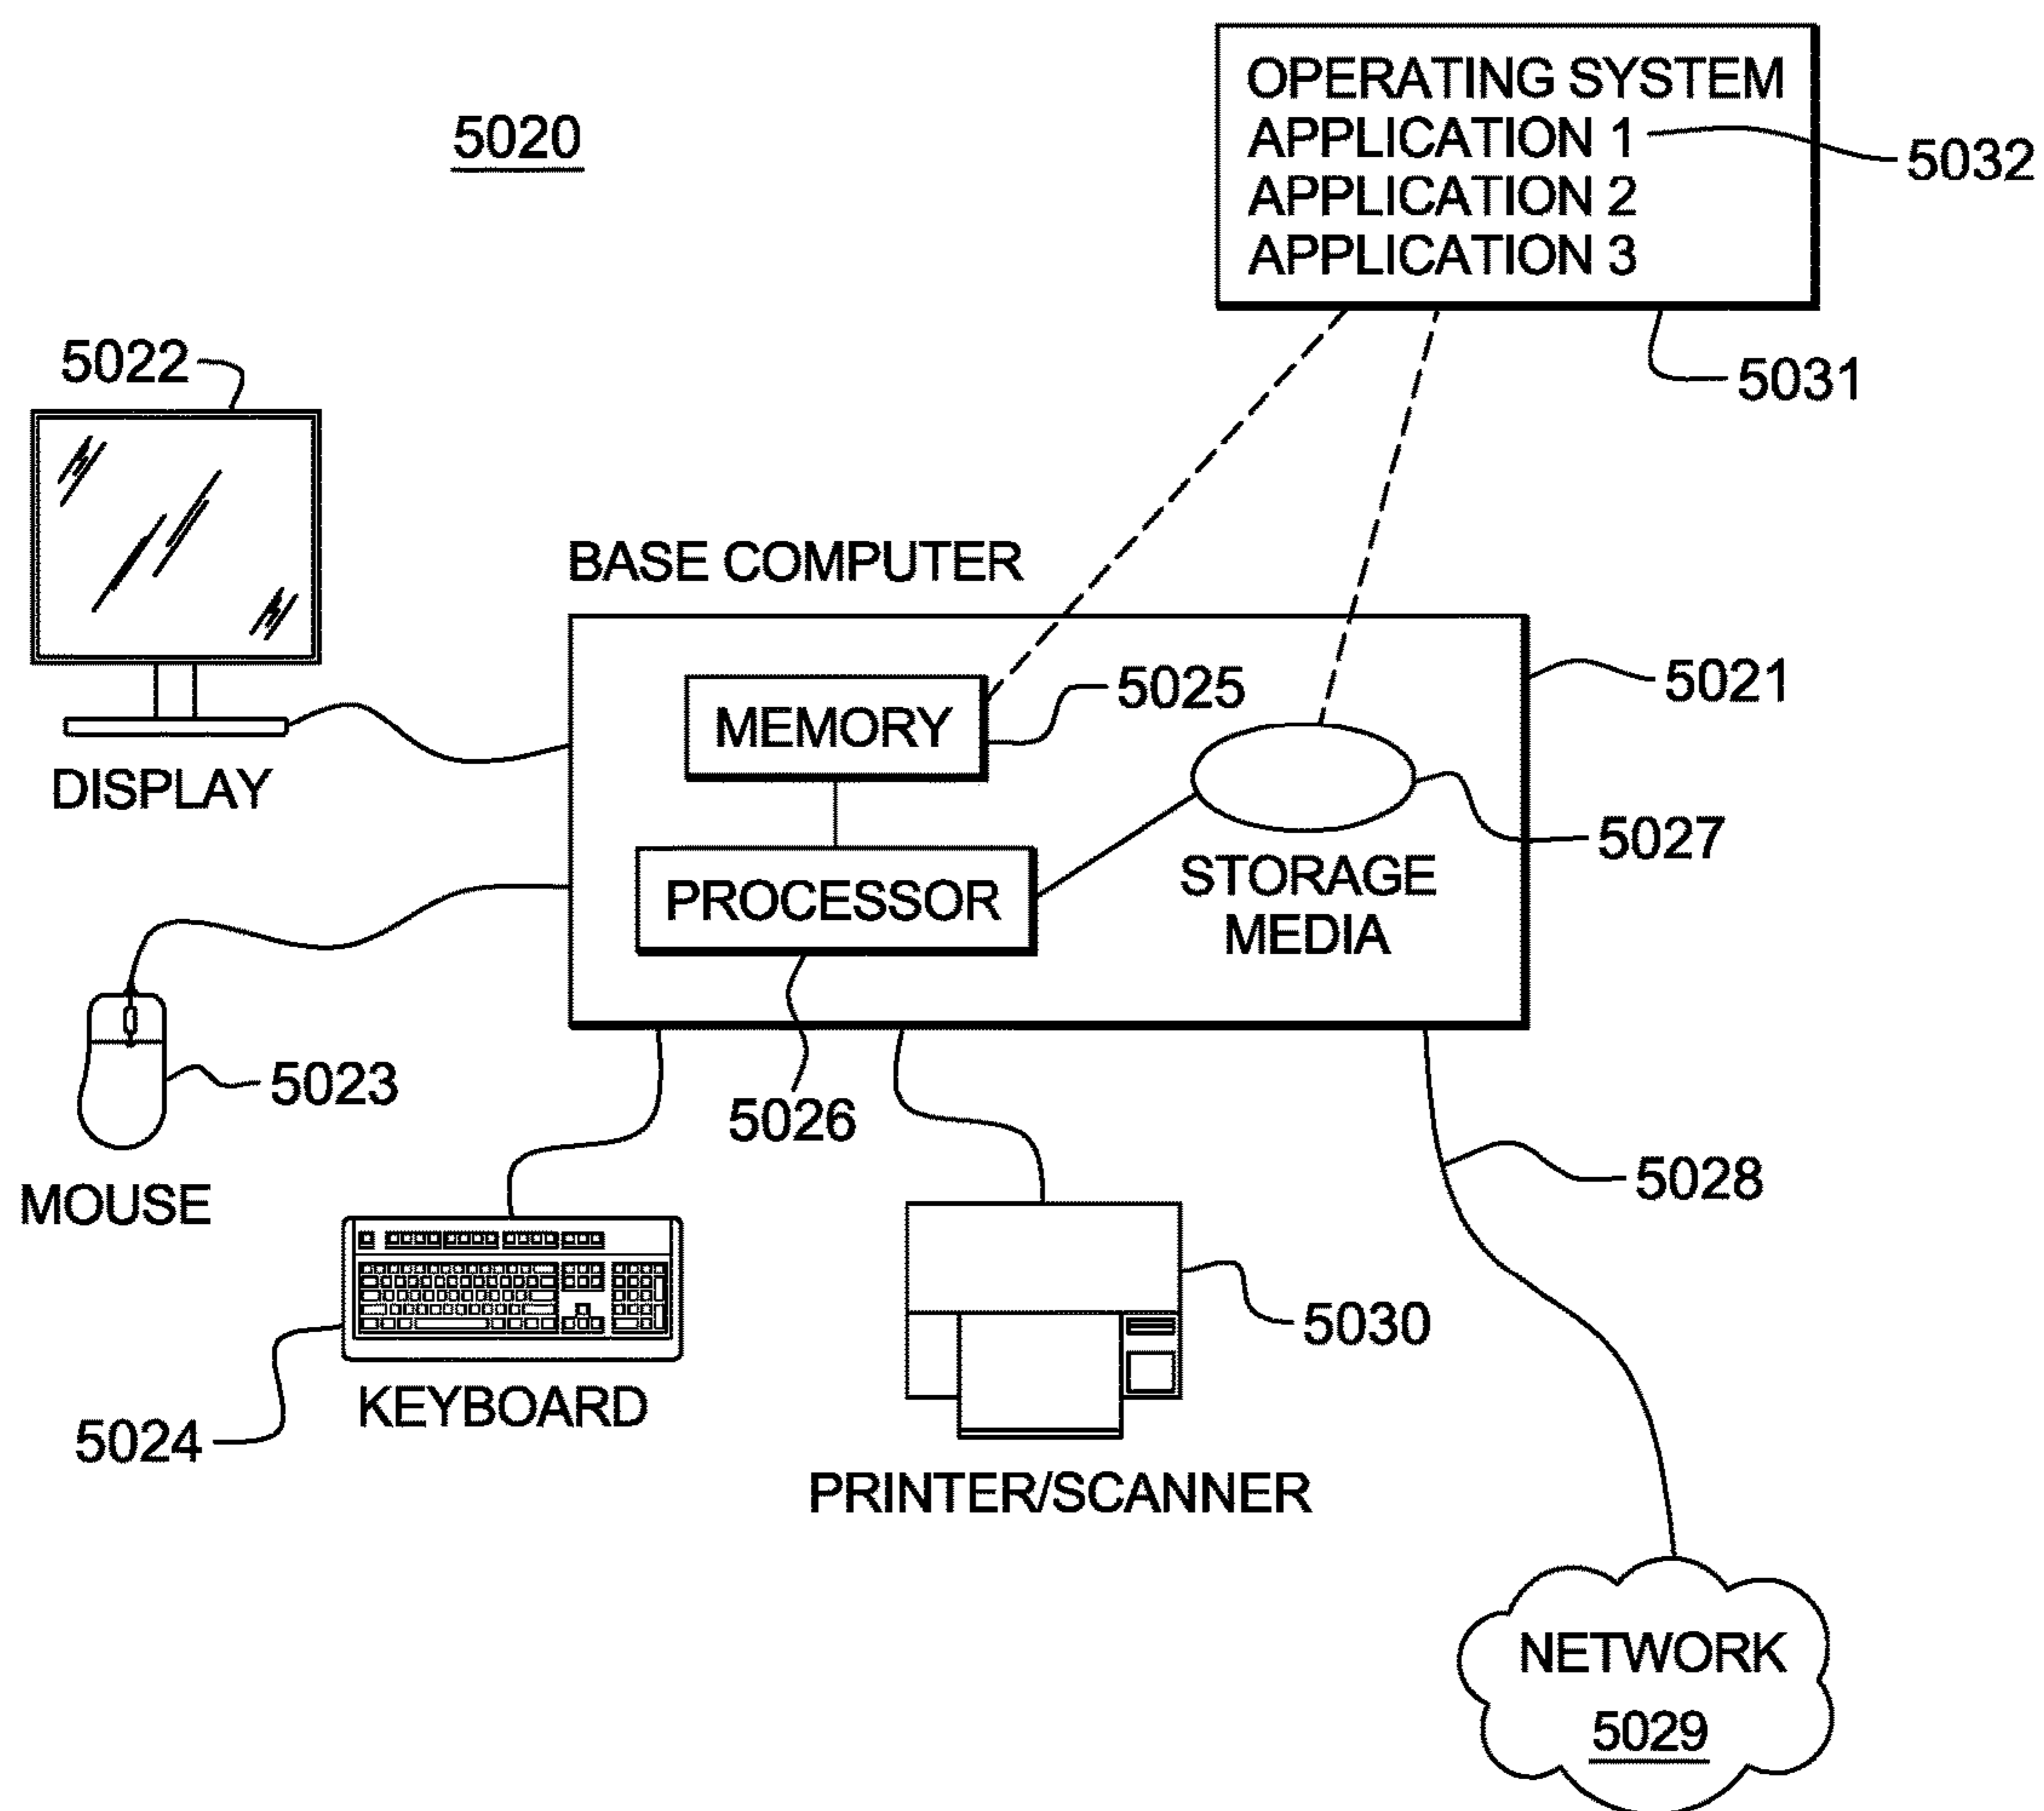 5020
OPERATING SYSTEM
APPLICATION 1
APPLICATION 2
APPLICATION 3
5032
5031
5022
DISPLAY
BASE COMPUTER
5021
MEMORY
5025
PROCESSOR
5026
STORAGE
MEDIA
5027
MOUSE
5023
5028
KEYBOARD
5024
PRINTER/SCANNER
5030
NETWORK
5029